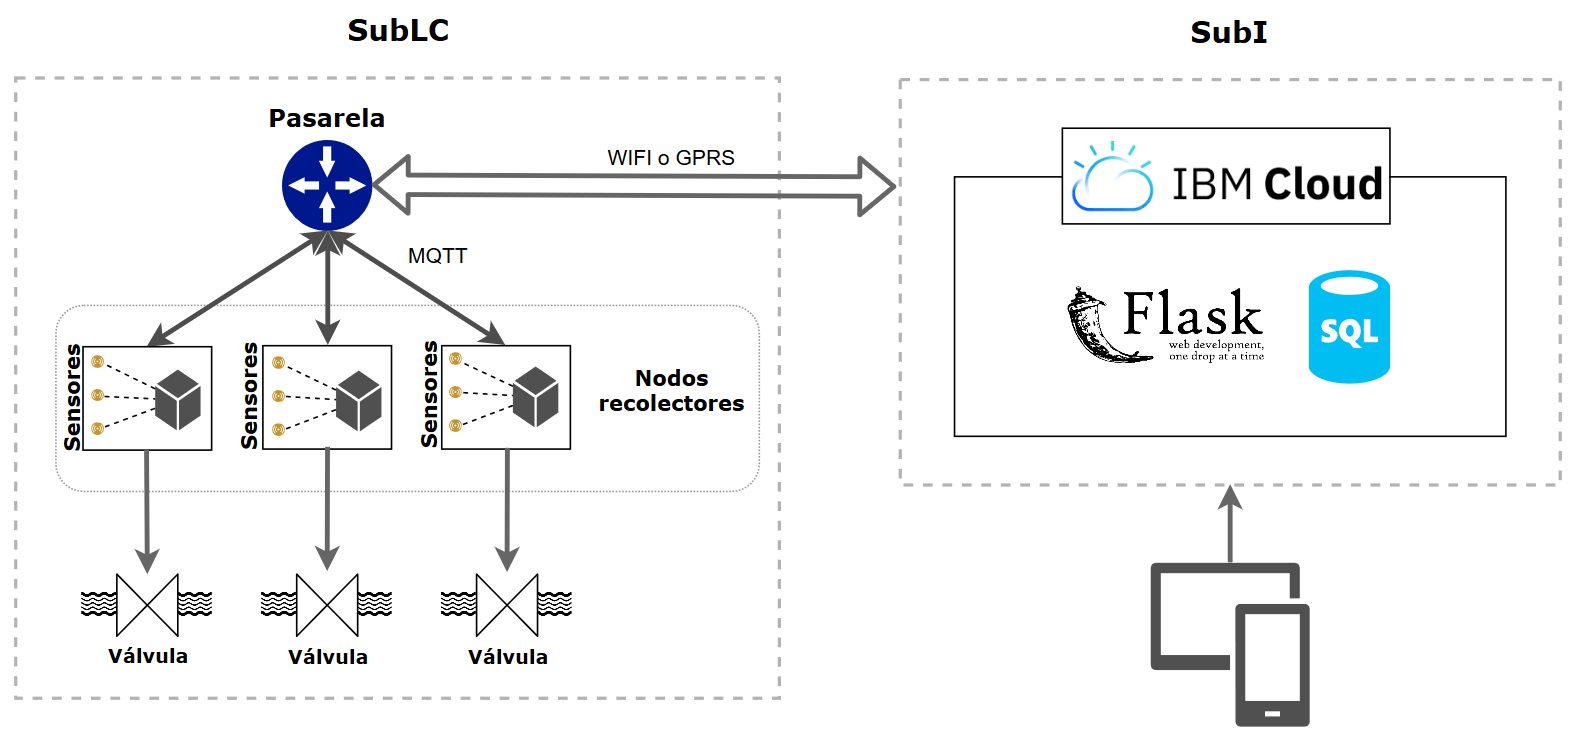 SubLC
SubI
Pasarela
WIFI o GPRS
IBM Cloud
MQTT
Flask
web development,
one drop at a time
SQL
Sensores
Sensores
Sensores
Nodos
recolectores
Válvula
Válvula
Válvula